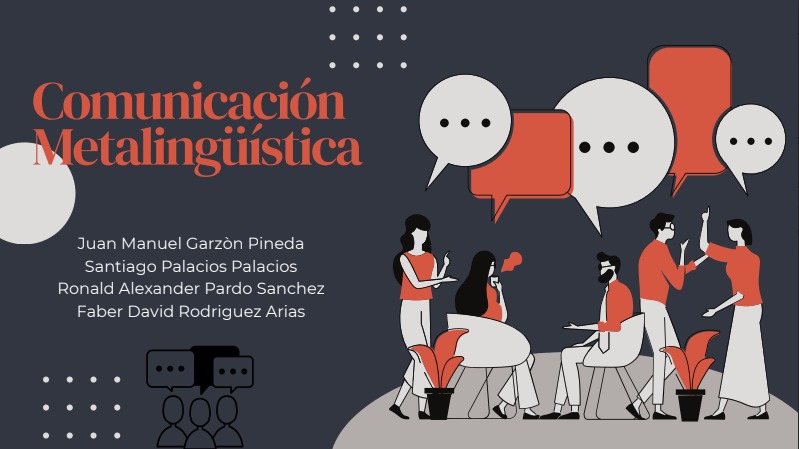 Comunicación
Metalingüística
Juan Manuel Garzòn Pineda
Santiago Palacios Palacios
Ronald Alexander Pardo Sanchez
Faber David Rodriguez Arias